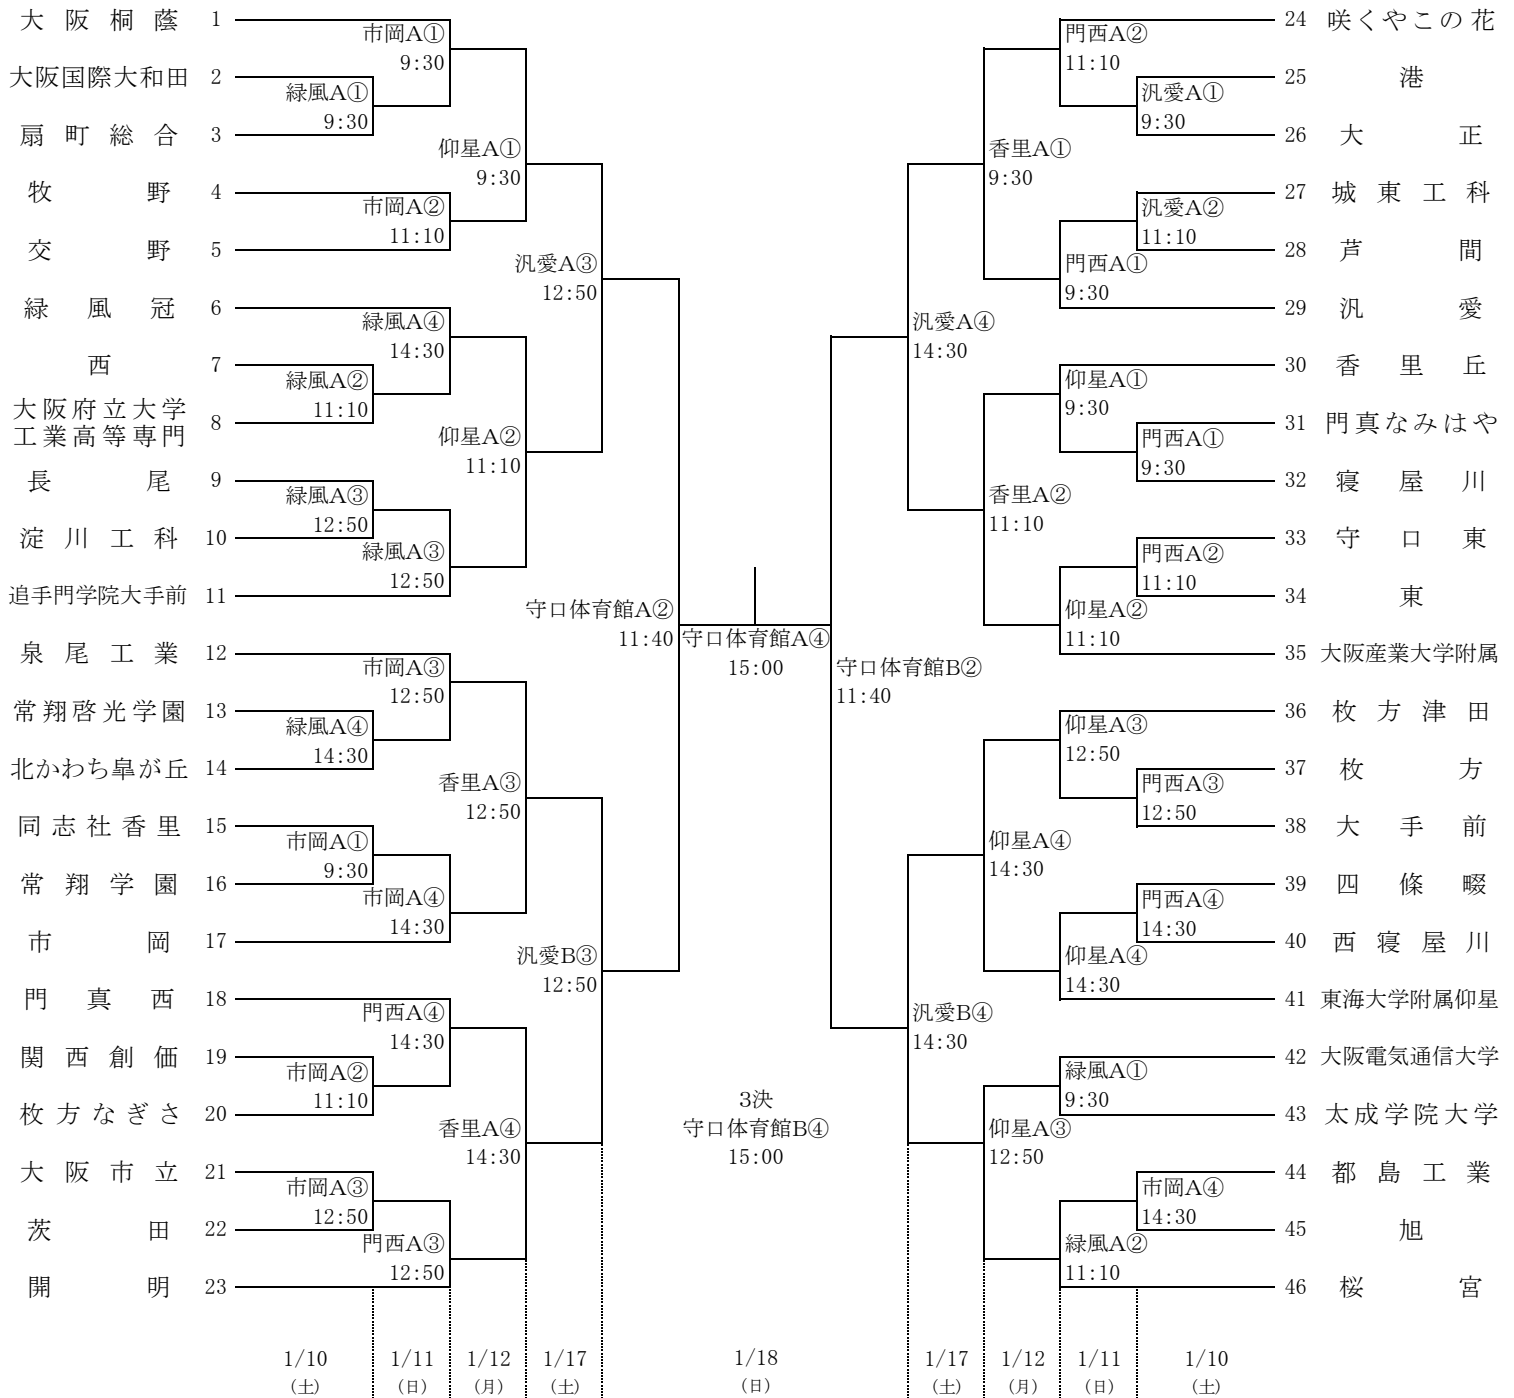 大阪桐蔭 1
大阪国際大和田 2
扇町総合 3
牧野 4
交野 5
緑風冠 6
西 7
大阪府立大学
工業高等専門 8
長尾 9
淀川工科 10
追手門学院大手前 11
泉尾工業 12
常翔啓光学園 13
北かわち皐が丘 14
同志社香里 15
常翔学園 16
市岡 17
門真西 18
関西創価 19
枚方なぎさ 20
大阪市立 21
茨田 22
開明 23
緑風A①
9:30
緑風A②
11:10
緑風A③
12:50
緑風A④
14:30
市岡A①
9:30
市岡A②
11:10
市岡A③
12:50
市岡A①
9:30
市岡A②
11:10
緑風A④
14:30
緑風A③
12:50
市岡A③
12:50
市岡A④
14:30
門西A④
14:30
門西A③
12:50
仰星A①
9:30
仰星A②
11:10
香里A③
12:50
香里A④
14:30
汎愛A③
12:50
汎愛B③
12:50
守口体育館A②
11:40
守口体育館A④
15:00
3決
守口体育館B④
15:00
守口体育館B②
11:40
汎愛A④
14:30
汎愛B④
14:30
香里A①
9:30
香里A②
11:10
仰星A④
14:30
仰星A③
12:50
門西A②
11:10
門西A①
9:30
仰星A①
9:30
仰星A②
11:10
仰星A③
12:50
仰星A④
14:30
緑風A①
9:30
緑風A②
11:10
汎愛A①
9:30
汎愛A②
11:10
門西A①
9:30
門西A②
11:10
門西A③
12:50
門西A④
14:30
市岡A④
14:30
24 咲くやこの花
25 港
26 大正
27 城東工科
28 芦間
29 汎愛
30 香里丘
31 門真なみはや
32 寝屋川
33 守口東
34 東
35 大阪産業大学附属
36 枚方津田
37 枚方
38 大手前
39 四條畷
40 西寝屋川
41 東海大学附属仰星
42 大阪電気通信大学
43 太成学院大学
44 都島工業
45 旭
46 桜宮
1/10 1/11 1/12 1/17 1/18 1/17 1/12 1/11 1/10
(土) (日) (月) (土) (日) (土) (月) (日) (土)